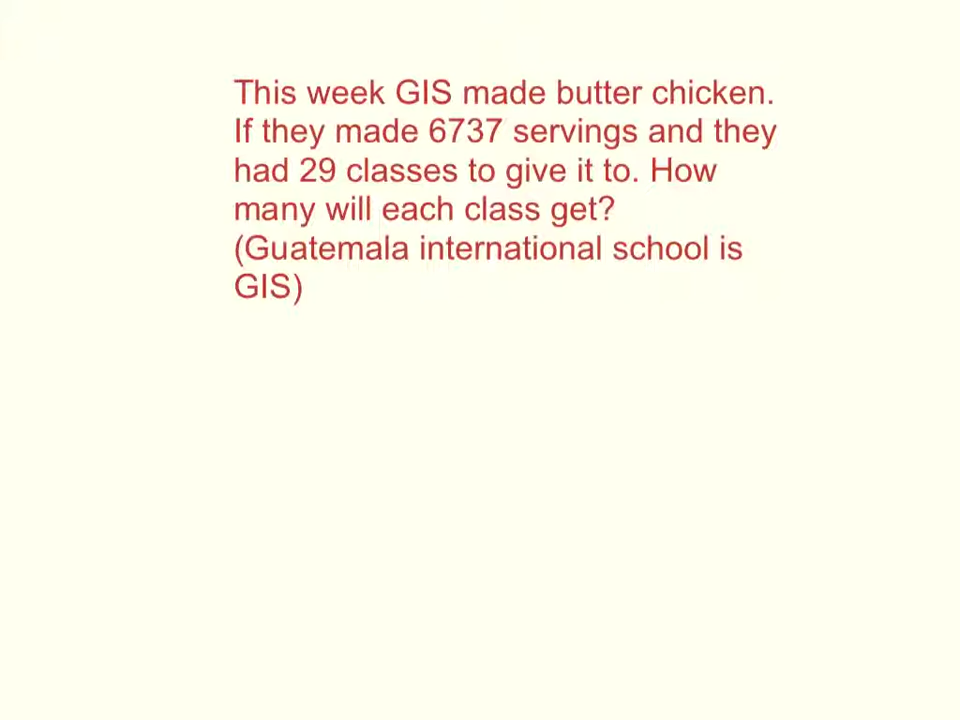 This week GIS made butter chicken.
If they made 6737 servings and they
had 29 classes to give it to. How
many will each class get?
(Guatemala international school is
GIS)